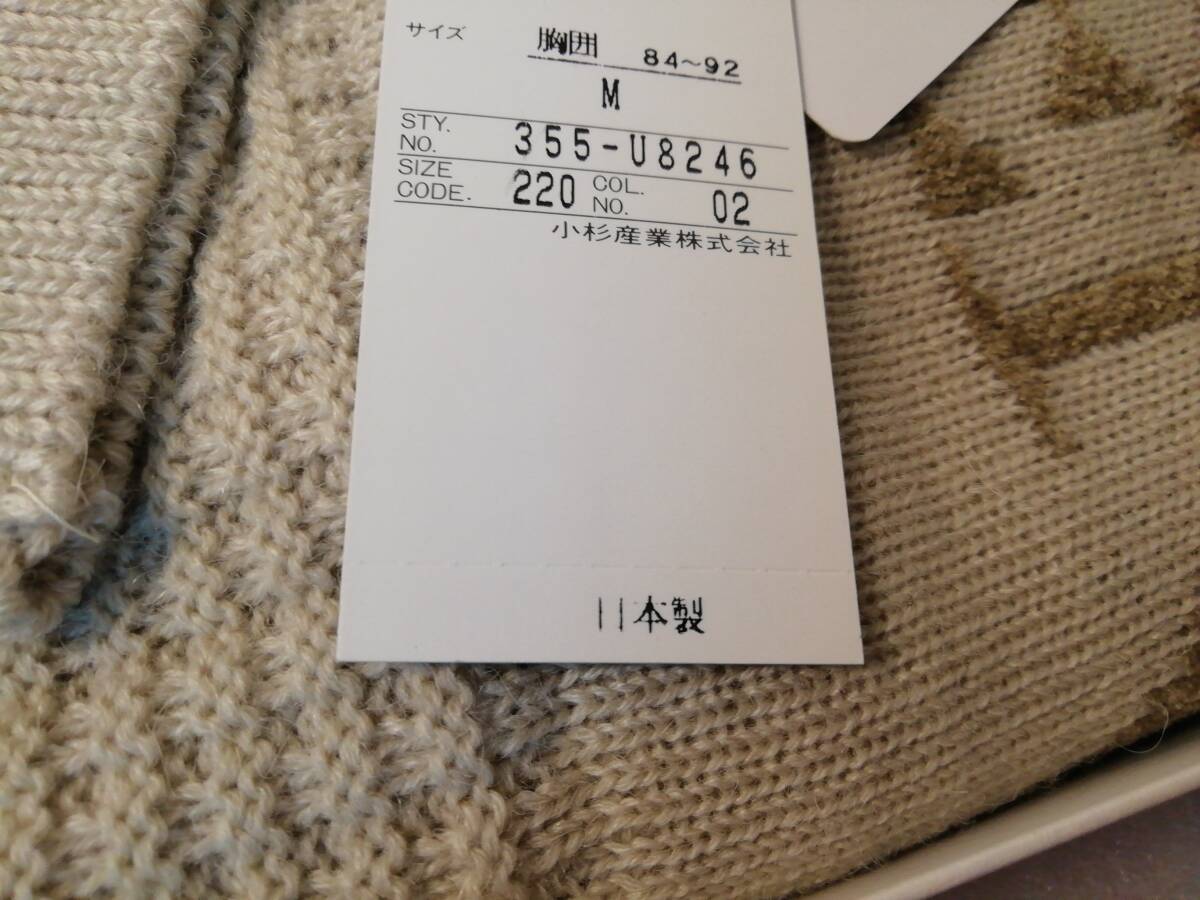 サイズ 胸囲 84~92
M
STY. NO. 355-U8246
SIZE CODE. 220 COL. NO. 02
小杉産業株式会社
日本製